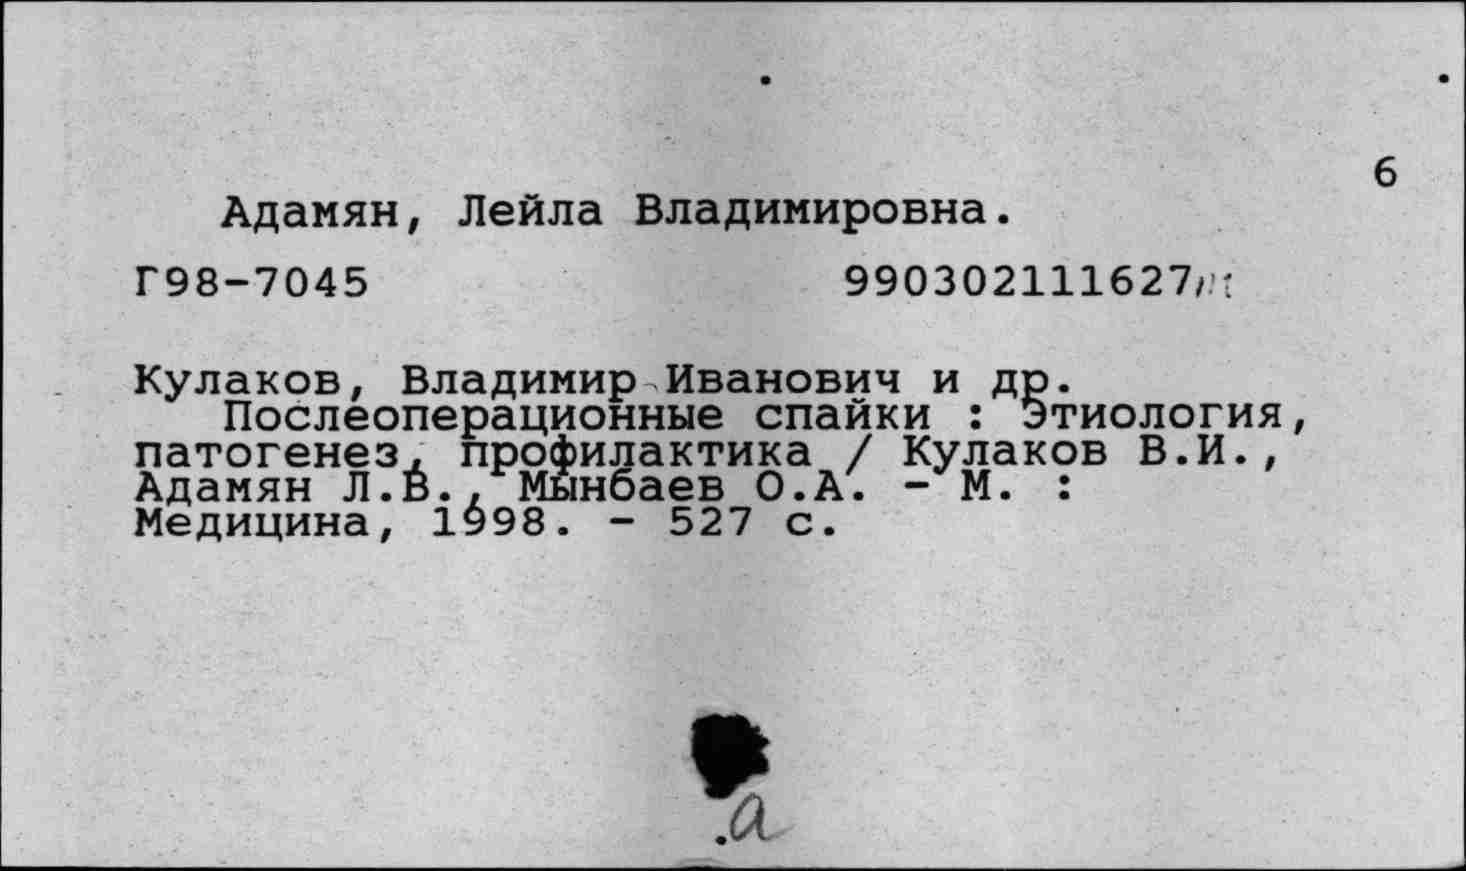 6
Адамян, Лейла Владимировна.
Г98-7045 990302111627
Кулаков, Владимир Иванович и др.
Послеоперационные спайки : Этиология,
патогенез, профилактика / Кулаков В.И.,
Адамян Л.В., Мынбаев О.А. - М. :
Медицина, 1998. - 527 с.
а